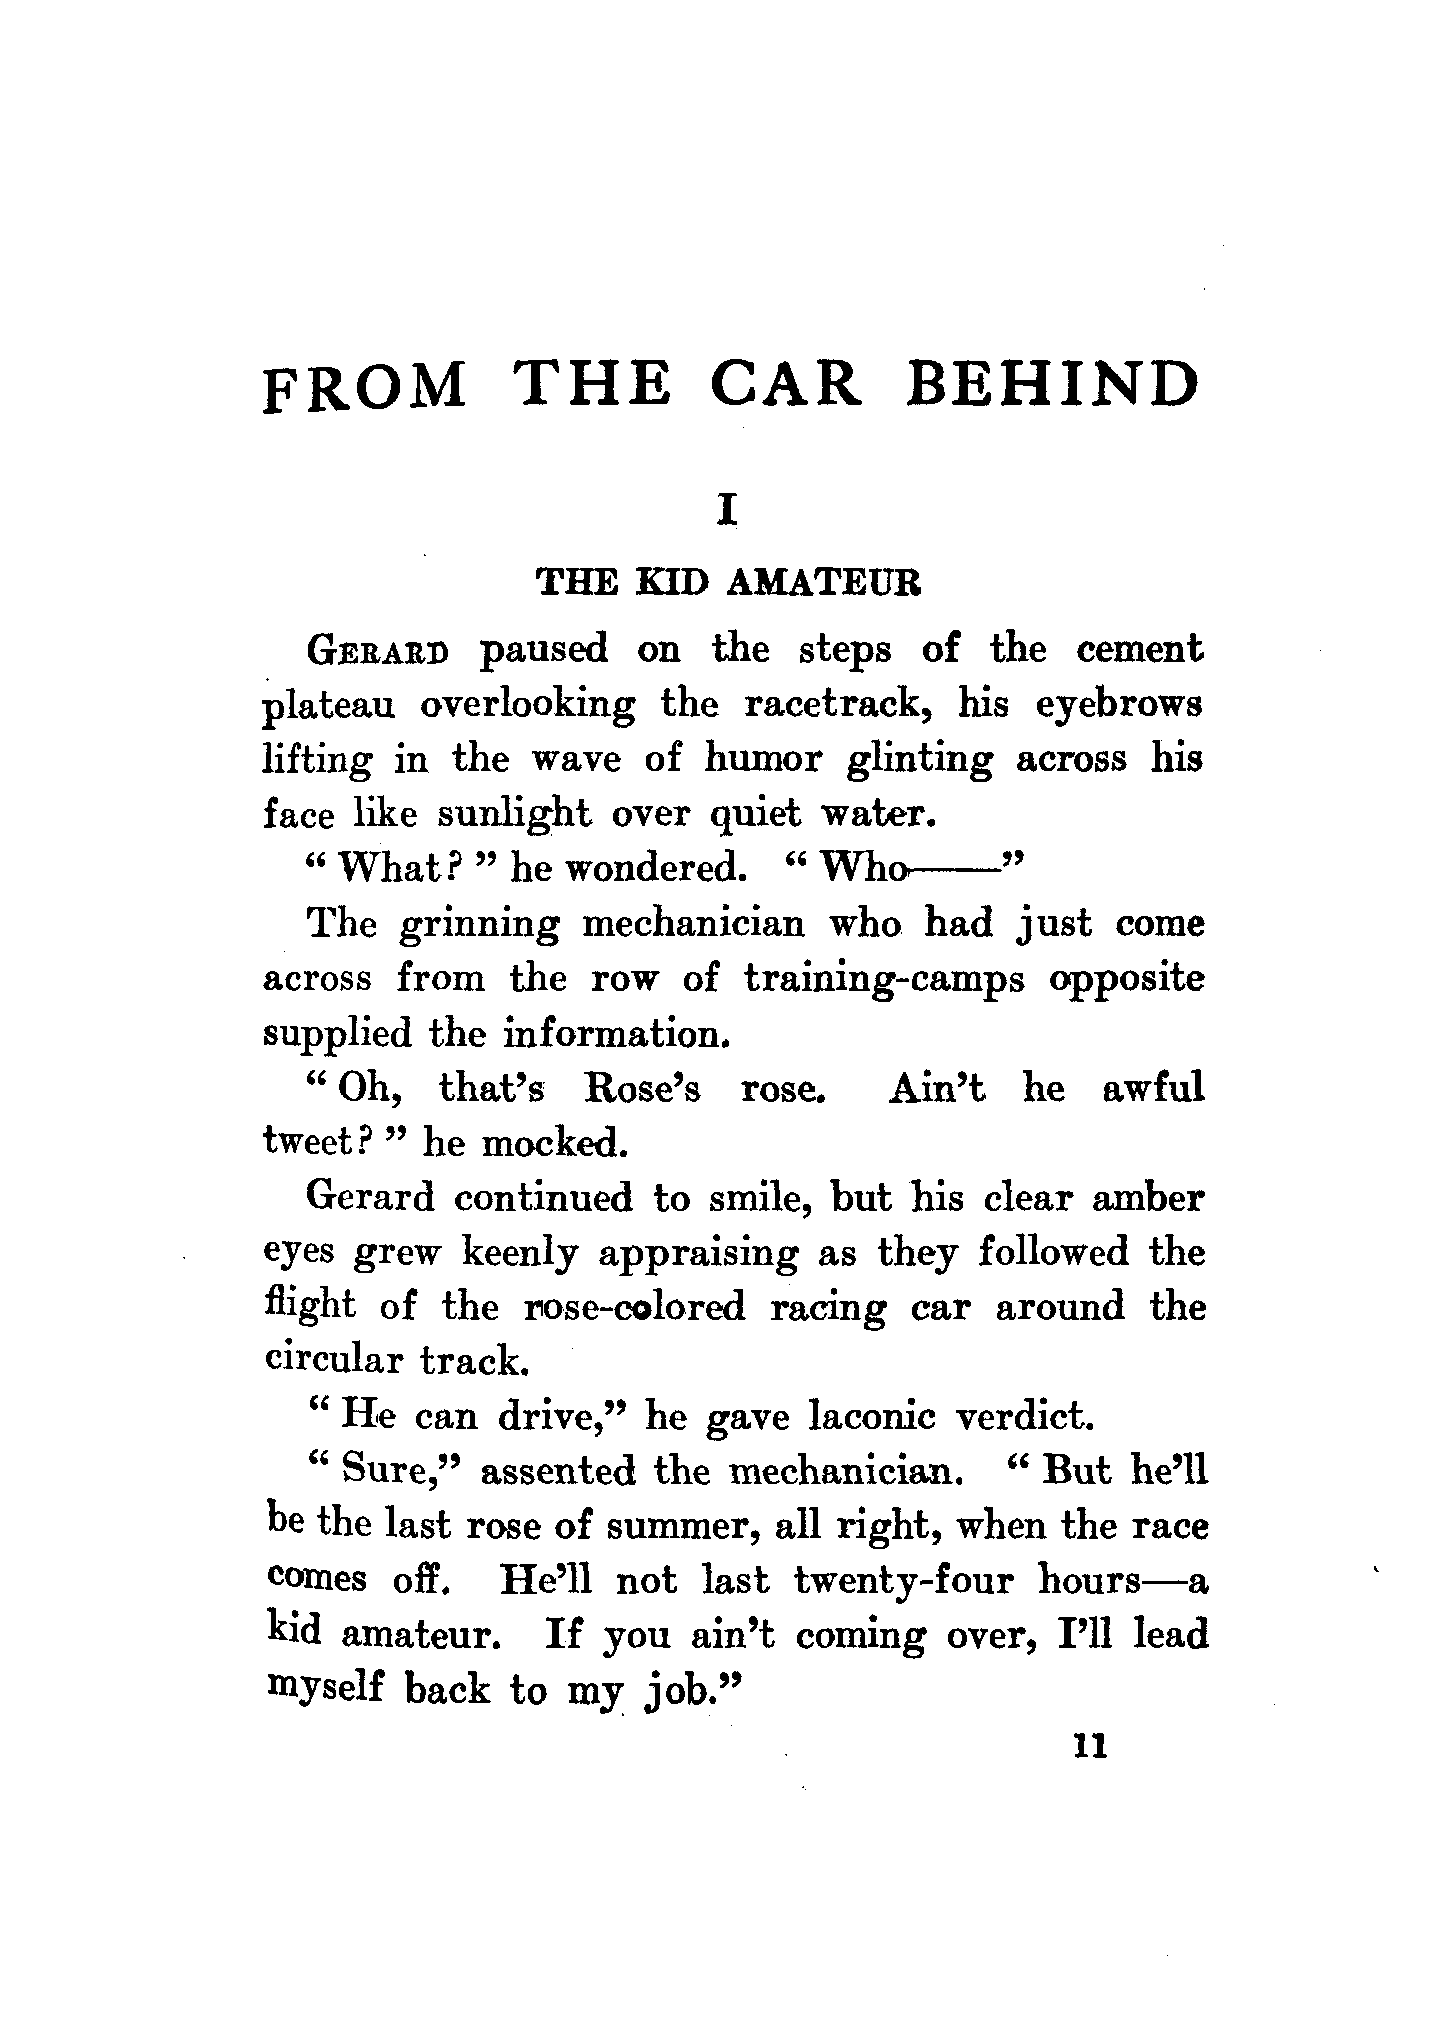 FROM THE CAR BEHIND
I
THE KID AMATEUR
GERARD paused on the steps of the cement
plateau overlooking the racetrack, his eyebrows
lifting in the wave of humor glinting across his
face like sunlight over quiet water.
“ What? ” he wondered. “ Who——”
The grinning mechanician who had just come
across from the row of training-camps opposite
supplied the information.
“ Oh, that’s Rose’s rose. Ain’t he awful
tweet? ” he mocked.
Gerard continued to smile, but his clear amber
eyes grew keenly appraising as they followed the
flight of the rose-colored racing car around the
circular track.
“ He can drive,” he gave laconic verdict.
“ Sure,” assented the mechanician. “ But he’ll
be the last rose of summer, all right, when the race
comes off. He’ll not last twenty-four hours—a
kid amateur. If you ain’t coming over, I’ll lead
myself back to my job.”
11